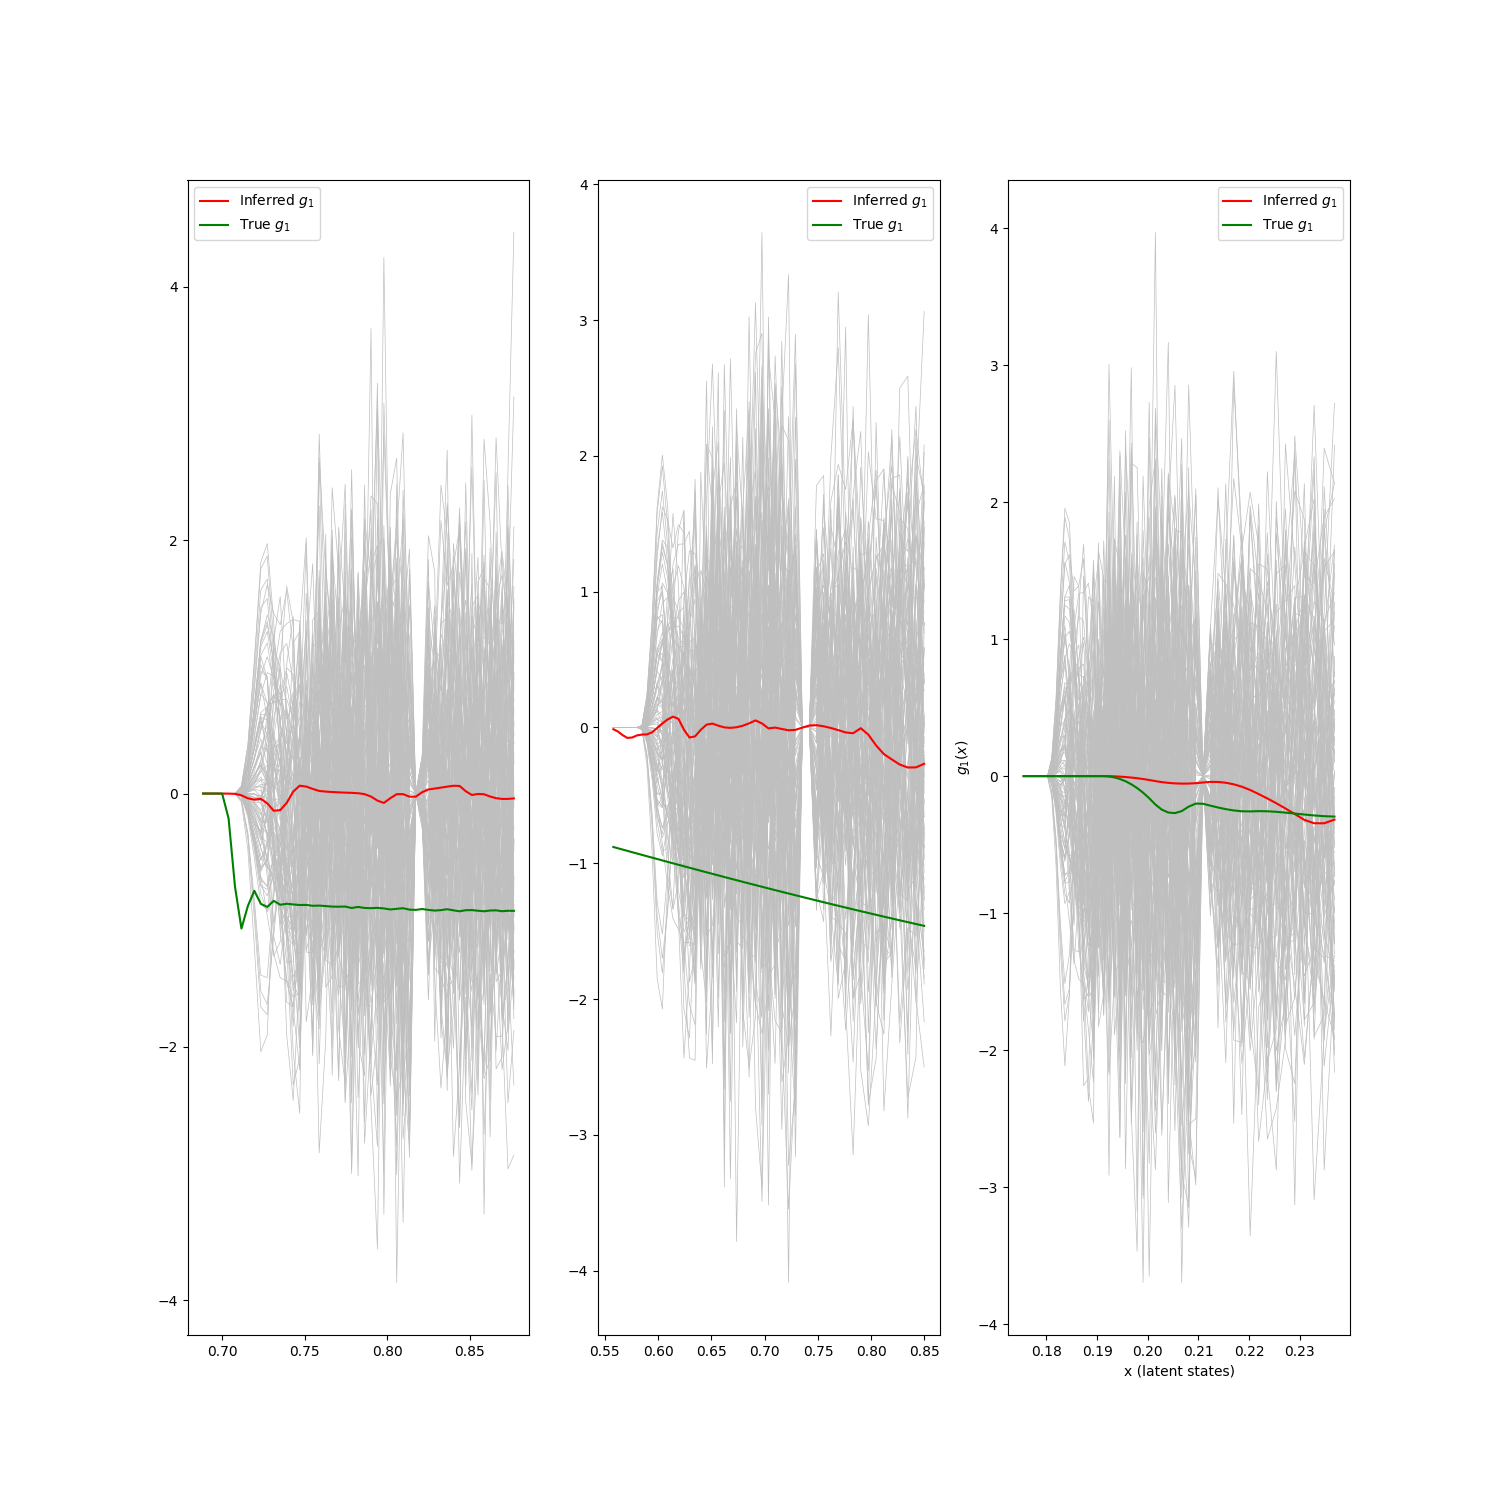 Inferred g₁
True g₁
4
2
0
−2
−4
0.70 0.75 0.80 0.85
Inferred g₁
True g₁
4
3
2
1
0
−1
−2
−3
−4
0.55 0.60 0.65 0.70 0.75 0.80 0.85
Inferred g₁
True g₁
g₁(x)
4
3
2
1
0
−1
−2
−3
−4
0.18 0.19 0.20 0.21 0.22 0.23
x (latent states)